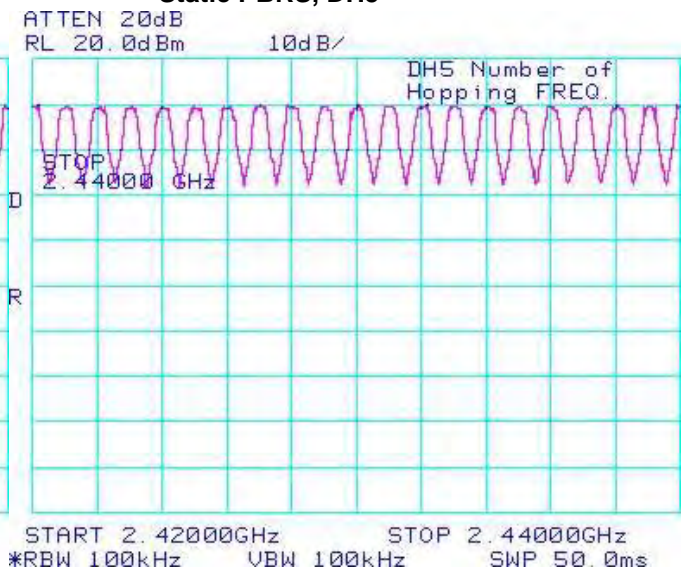 ATTEN 20dB
RL 20.0dBm 10dB/
DH5 Number of
Hopping FREQ.
STOP
2.44000 GHz
D
R
START 2.42000GHz STOP 2.44000GHz
*RBW 100kHz VBW 100kHz SWP 50.0ms